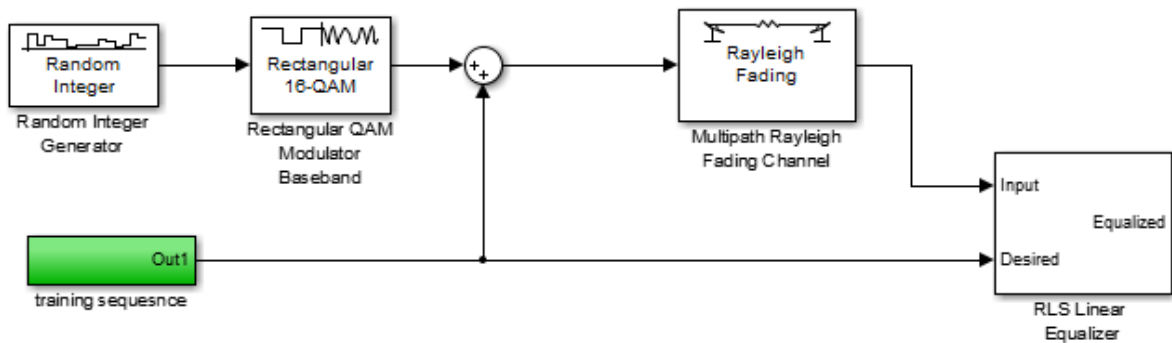 Random
Integer
Random Integer
Generator
Rectangular
16-QAM
Rectangular QAM
Modulator
Baseband
+
+
Rayleigh
Fading
Multipath Rayleigh
Fading Channel
Out1
training sequesnce
Input
Equalized
Desired
RLS Linear
Equalizer